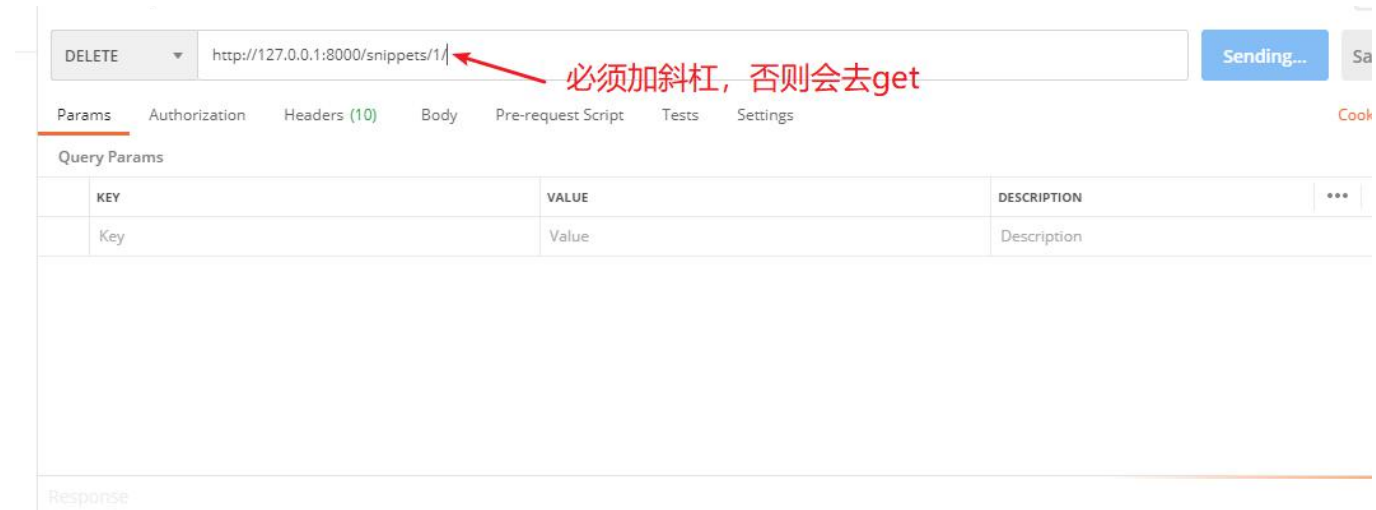 DELETE http://127.0.0.1:8000/snippets/1/ Sending... Sa
必须加斜杠，否则会去get
Params Authorization Headers (10) Body Pre-request Script Tests Settings Cook
Query Params
KEY VALUE DESCRIPTION •••
Key Value Description
Response